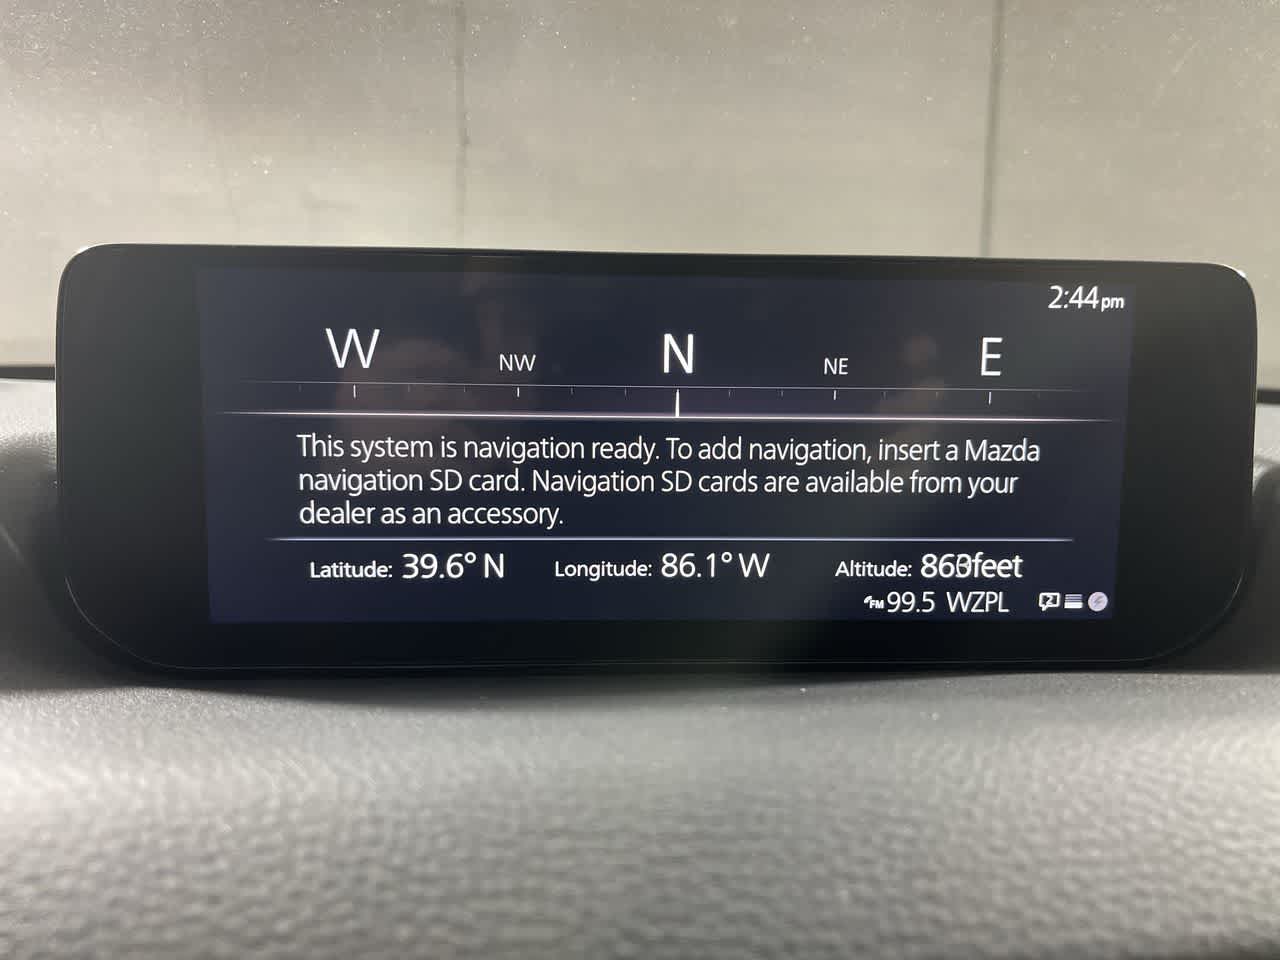 2:44pm
W NW N NE E
This system is navigation ready. To add navigation, insert a Mazda
navigation SD card. Navigation SD cards are available from your
dealer as an accessory.
Latitude: 39.6° N Longitude: 86.1° W Altitude: feet
FM 99.5 WZPL 2